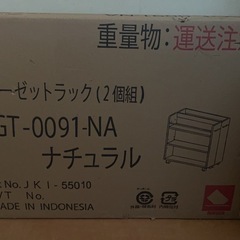 重量物:運送注
ーゼットラック(2個組)
GT-0091-NA
ナチュラル
.No.JKI-55010
/T No.
ADE IN INDONESIA